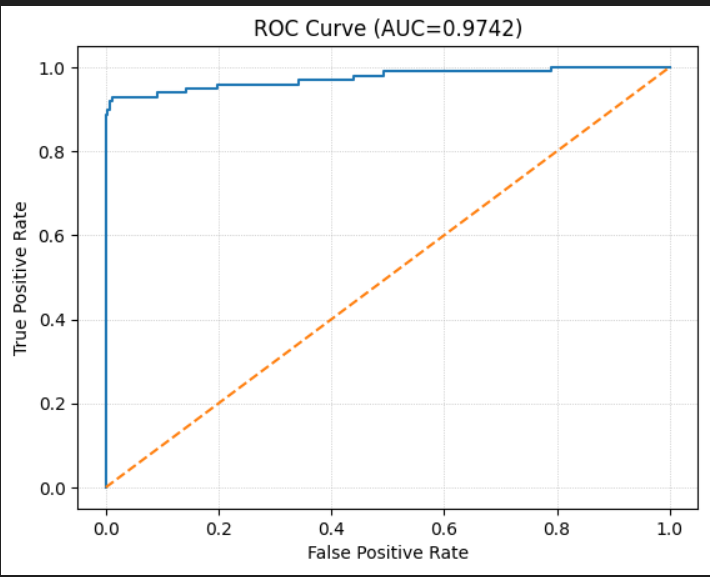 ROC Curve (AUC=0.9742)
True Positive Rate
1.0
0.8
0.6
0.4
0.2
0.0
0.0 0.2 0.4 0.6 0.8 1.0
False Positive Rate